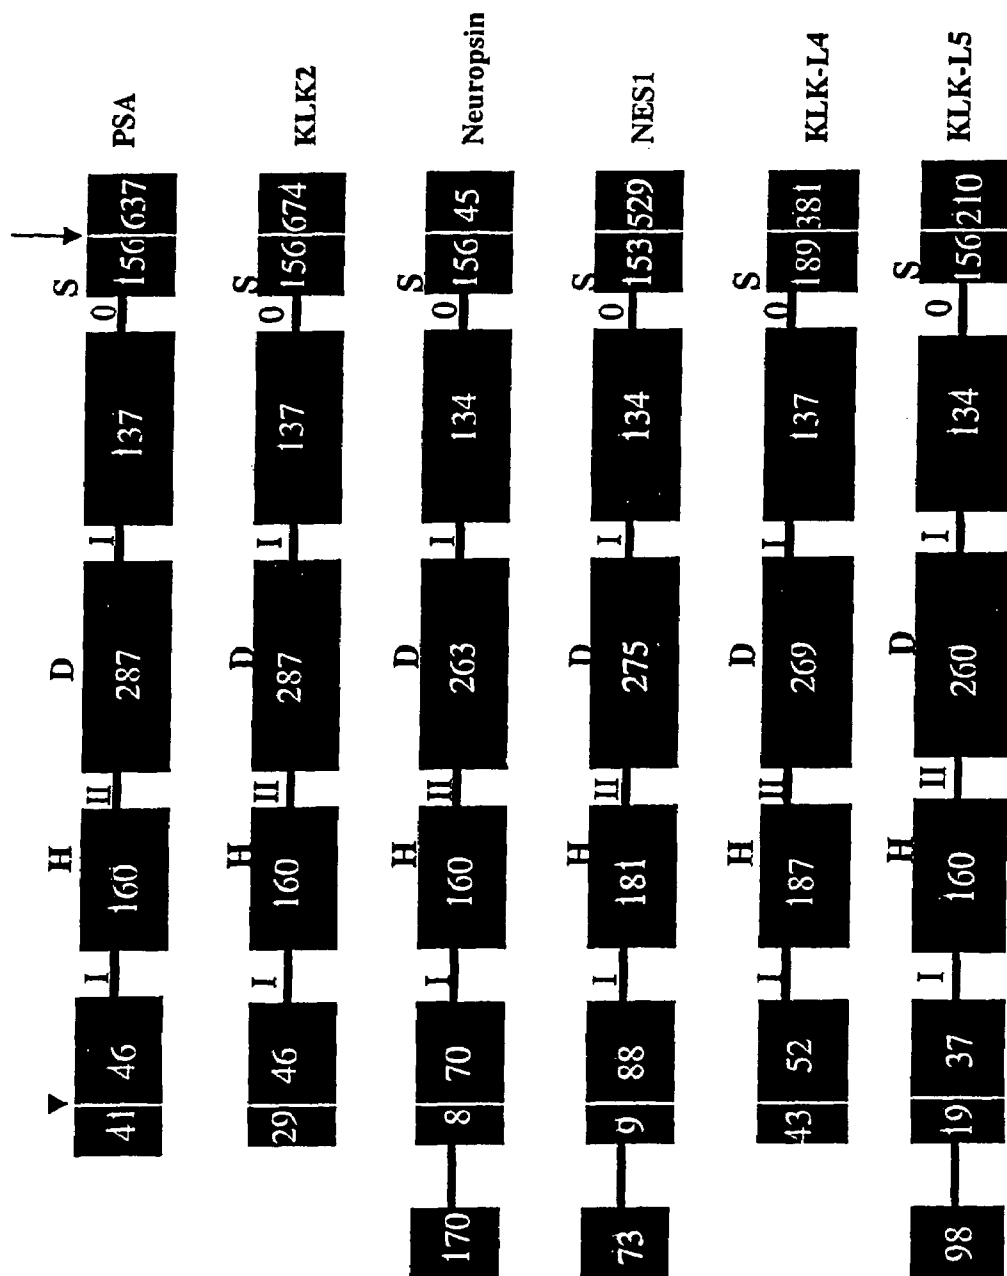 H D S
I II I 0
41 46 160 287 137 156 637 PSA
H D S
I II I 0
29 46 160 287 137 156 674 KLK2
H D S
I II I 0
170 8 70 160 263 134 156 45 Neuropsin
H D S
I II I 0
73 9 88 181 275 134 153 529 NES1
H D S
I II I 0
43 52 187 269 137 189 381 KLK-L4
H D S
I II I 0
98 19 37 160 260 134 156 210 KLK-L5